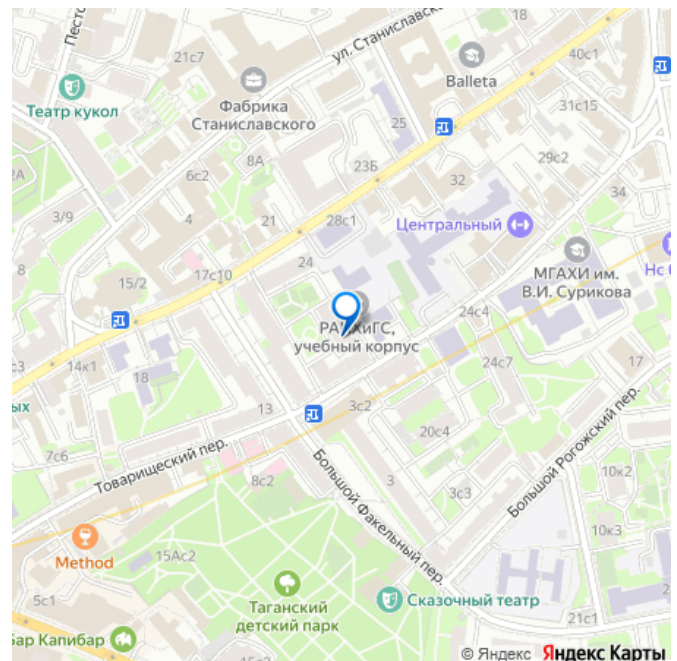 21с7
ул. Станиславск
18
Balleta
40с1
Театр кукол
Фабрика
Станиславского
31с15
25
8А
23Б
29с2
6с2
32
34
3/9
4
21
28с1
Центральный
МГАХИ им.
В.И. Сурикова
24
17с10
8
15/2
24с4
РАНХиГС,
учебный корпус
14к1
18
24с7
17
13
3с2
7с6
20с4
Товарищеский пер.
8с2
3
3с3
Большой Рогожский пер.
Большой Факельный пер.
10к2
10к3
Method
15Ас2
5с1
Таганский
детский парк
Сказочный театр
21с1
Бар Капибар
15с2
© Яндекс Яндекс Карты